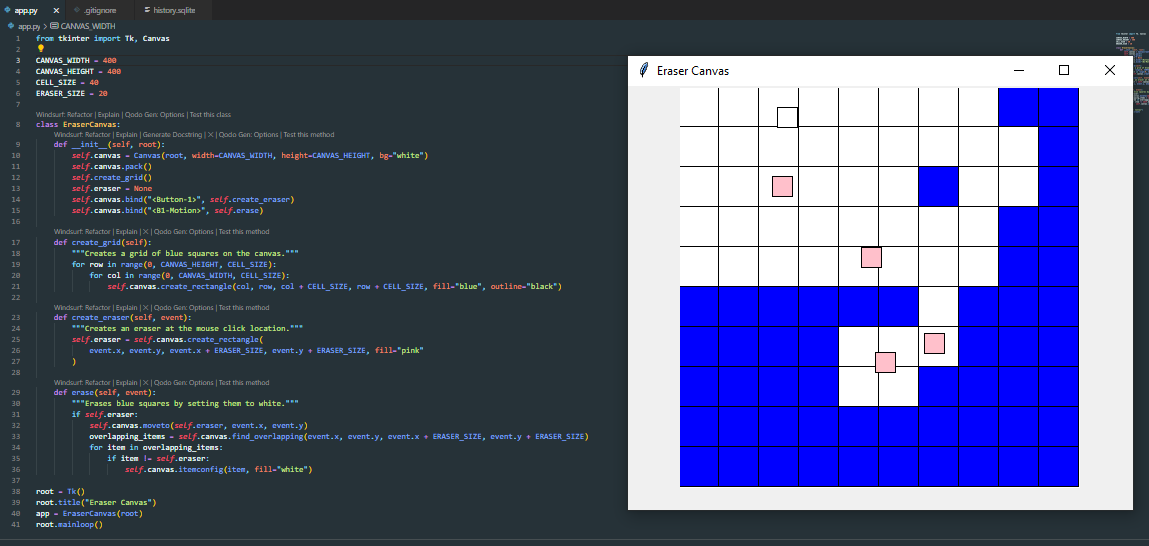 app.py × .gitignore history.sqlite
app.py > CANVAS_WIDTH
1 from tkinter import Tk, Canvas
2
3 CANVAS_WIDTH = 400
4 CANVAS_HEIGHT = 400
5 CELL_SIZE = 40
6 ERASER_SIZE = 20
7
Windsurf: Refactor | Explain | Qodo Gen: Options | Test this class
8 class EraserCanvas:
Windsurf: Refactor | Explain | Generate Docstring | × | Qodo Gen: Options | Test this method
9 def __init__(self, root):
10 self.canvas = Canvas(root, width=CANVAS_WIDTH, height=CANVAS_HEIGHT, bg="white")
11 self.canvas.pack()
12 self.create_grid()
13 self.eraser = None
14 self.canvas.bind("<Button-1>", self.create_eraser)
15 self.canvas.bind("<B1-Motion>", self.erase)
16
Windsurf: Refactor | Explain | × | Qodo Gen: Options | Test this method
17 def create_grid(self):
18 """Creates a grid of blue squares on the canvas."""
19 for row in range(0, CANVAS_HEIGHT, CELL_SIZE):
20 for col in range(0, CANVAS_WIDTH, CELL_SIZE):
21 self.canvas.create_rectangle(col, row, col + CELL_SIZE, row + CELL_SIZE, fill="blue", outline="black")
22
Windsurf: Refactor | Explain | × | Qodo Gen: Options | Test this method
23 def create_eraser(self, event):
24 """Creates an eraser at the mouse click location."""
25 self.eraser = self.canvas.create_rectangle(
26 event.x, event.y, event.x + ERASER_SIZE, event.y + ERASER_SIZE, fill="pink"
27 )
28
Windsurf: Refactor | Explain | × | Qodo Gen: Options | Test this method
29 def erase(self, event):
30 """Erases blue squares by setting them to white."""
31 if self.eraser:
32 self.canvas.moveto(self.eraser, event.x, event.y)
33 overlapping_items = self.canvas.find_overlapping(event.x, event.y, event.x + ERASER_SIZE, event.y + ERASER_SIZE)
34 for item in overlapping_items:
35 if item != self.eraser:
36 self.canvas.itemconfig(item, fill="white")
37
38 root = Tk()
39 root.title("Eraser Canvas")
40 app = EraserCanvas(root)
41 root.mainloop()
Eraser Canvas